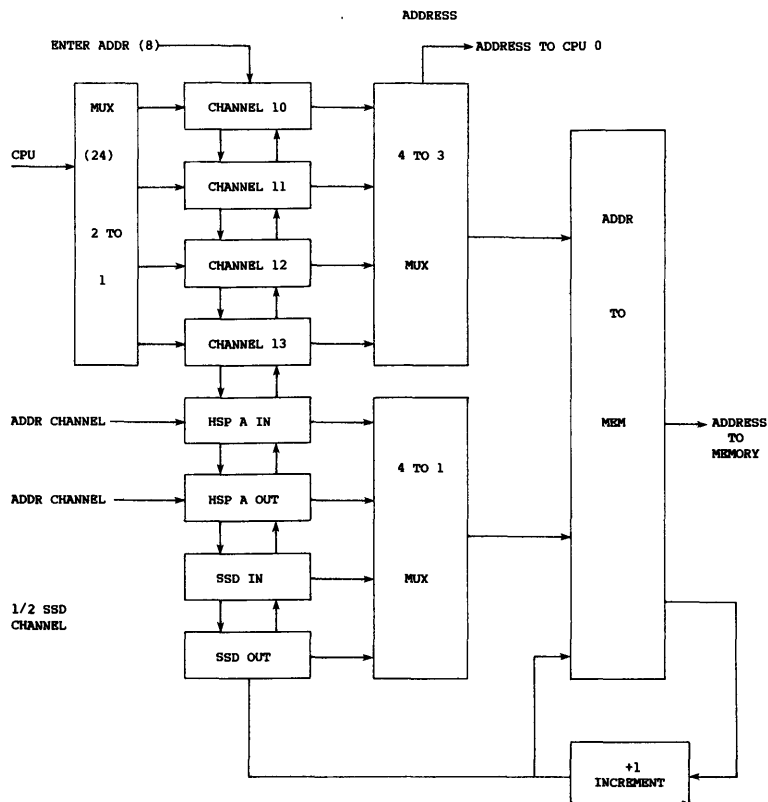 ADDRESS
ENTER ADDR (8)
ADDRESS TO CPU 0
MUX
CHANNEL 10
CPU
(24)
4 TO 3
CHANNEL 11
ADDR
2 TO
CHANNEL 12
MUX
1
TO
CHANNEL 13
ADDR CHANNEL
HSP A IN
MEM
ADDRESS
TO
MEMORY
4 TO 1
ADDR CHANNEL
HSP A OUT
SSD IN
MUX
1/2 SSD
CHANNEL
SSD OUT
+1
INCREMENT